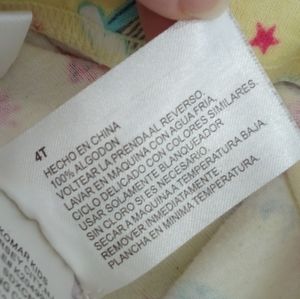 4T
HECHO EN CHINA
100% ALGODON
VOLTEAR LA PRENDA AL REVERSO.
LAVAR EN MAQUINA CON AGUA FRIA,
CICLO DELICADO CON COLORES SIMILARES.
USAR SOLAMENTE BLANQUEADOR
SIN CLORO SI ES NECESARIO.
SECAR A MAQUINA A TEMPERATURA BAJA.
REMOVER INMEDIATAMENTE.
PLANCHA EN MINIMA TEMPERATURA.
KOMAR KIDS